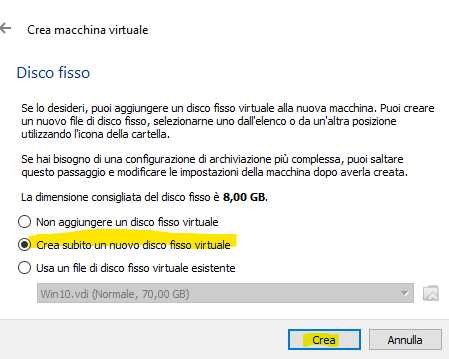 Crea macchina virtuale
Disco fisso
Se lo desideri, puoi aggiungere un disco fisso virtuale alla nuova macchina. Puoi creare
un nuovo file di disco fisso, selezionarne uno dall'elenco o da un'altra posizione
utilizzando l'icona della cartella.
Se hai bisogno di una configurazione di archiviazione più complessa, puoi saltare
questo passaggio e modificare le impostazioni della macchina dopo averla creata.
La dimensione consigliata del disco fisso è 8,00 GB.
Non aggiungere un disco fisso virtuale
Crea subito un nuovo disco fisso virtuale
Usa un file di disco fisso virtuale esistente
Win10.vdi (Normale, 70,00 GB)
Crea
Annulla